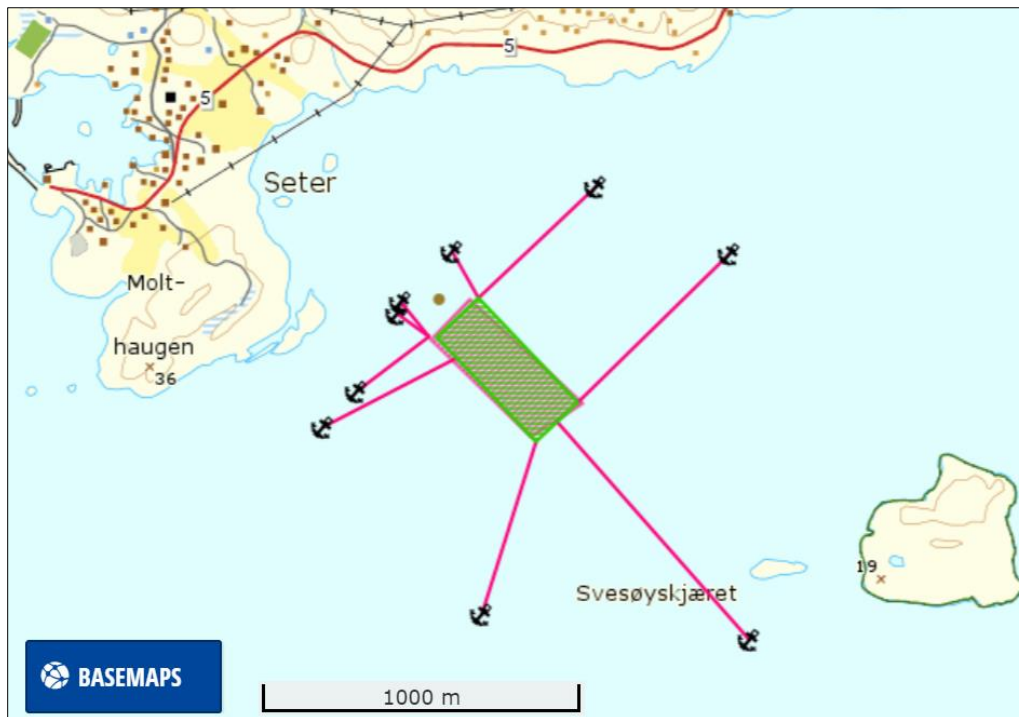 5
5
Seter
Molt-
haugen
36
19
Svesøyskjæret
BASEMAPS
1000 m